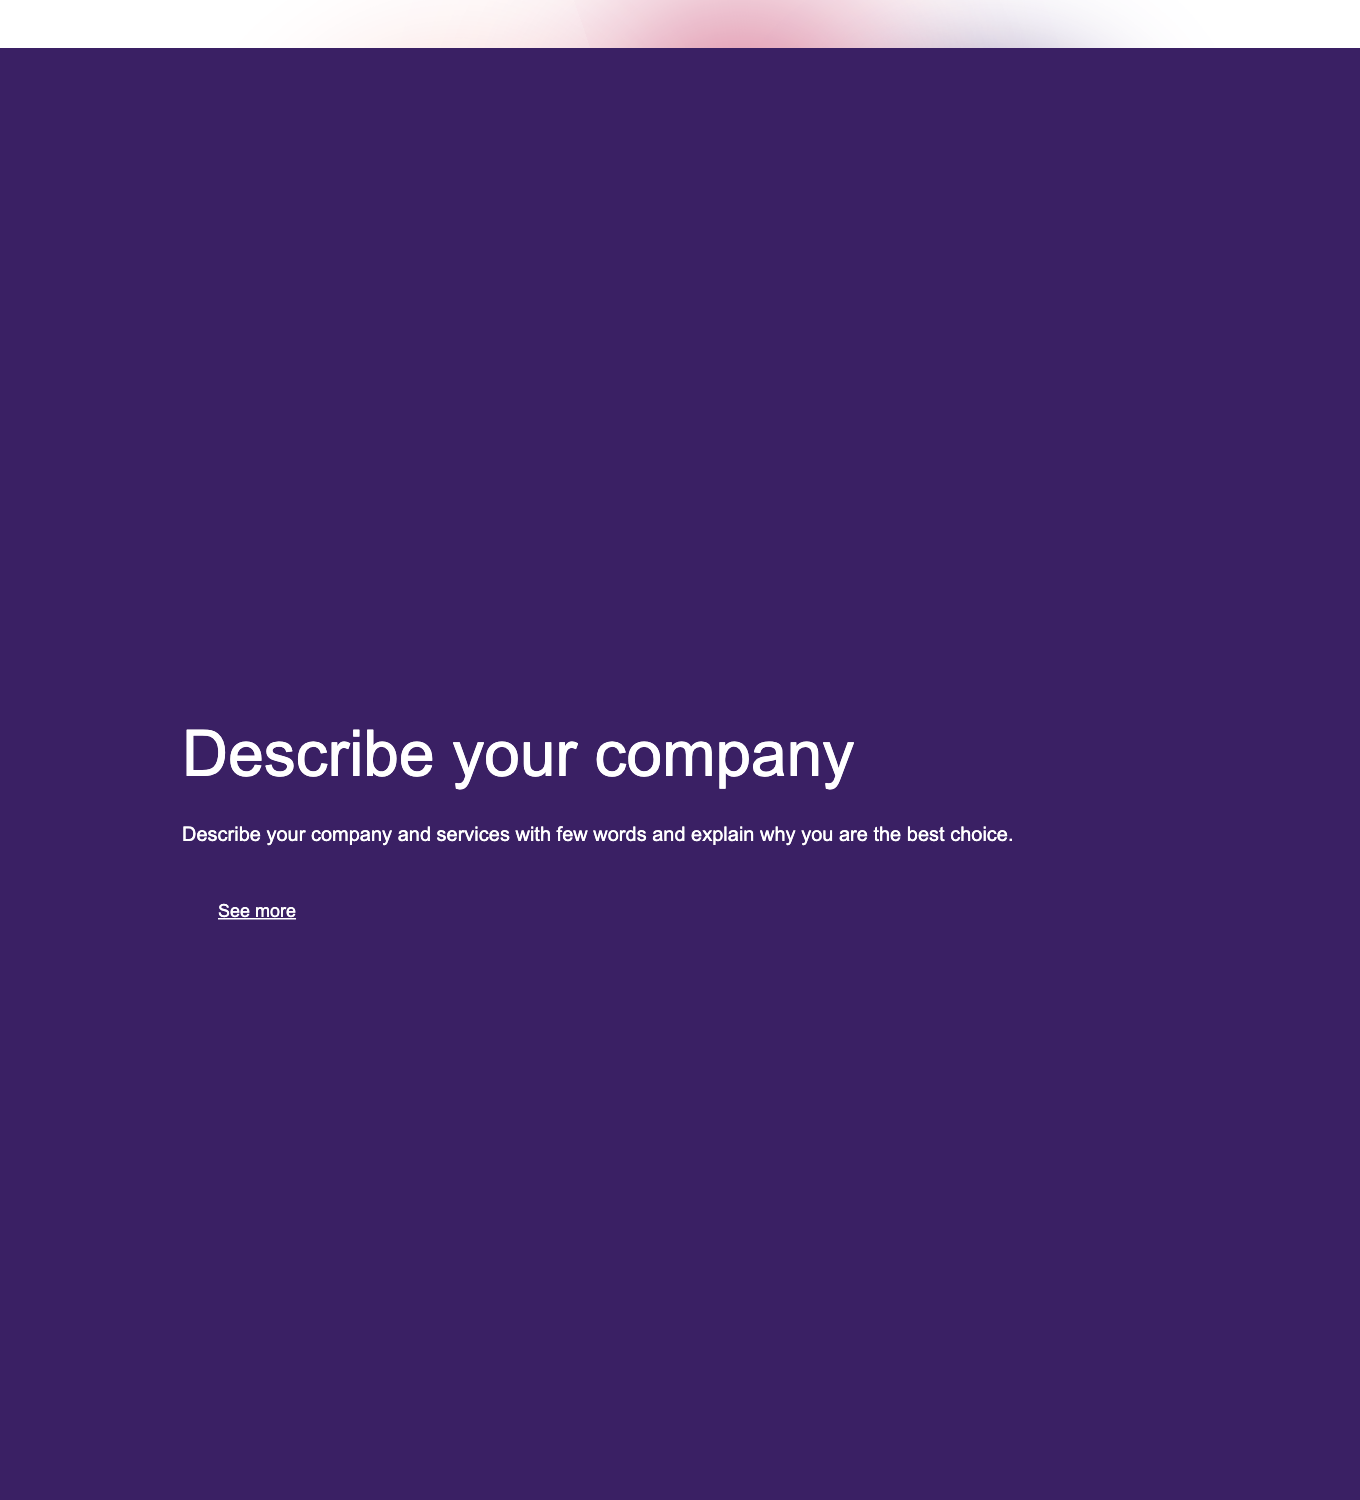 Describe your company
Describe your company and services with few words and explain why you are the best choice.
See more